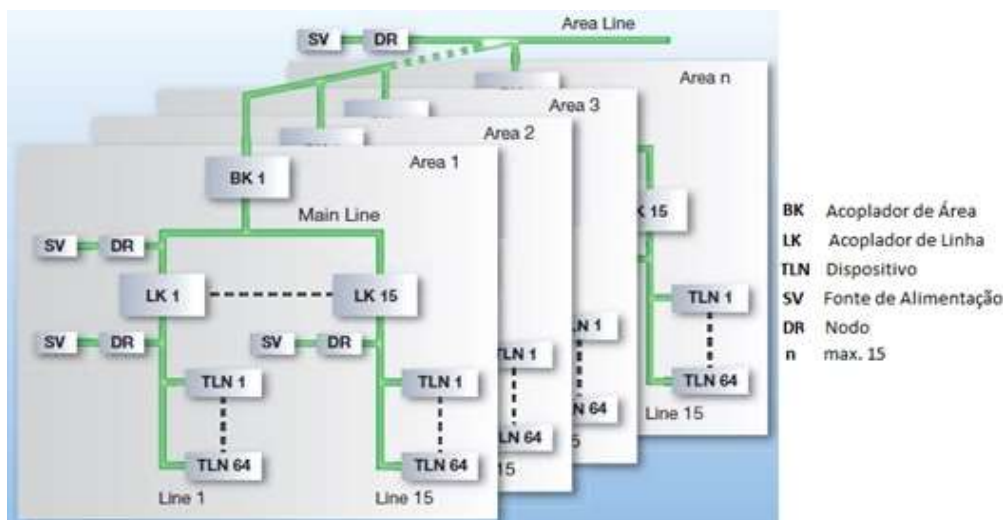 Area Line
SV DR
Area n
Area 3
Area 2
Area 1
BK 1
Main Line
SV DR
LK 1
LK 15
SV DR
SV DR
TLN 1
TLN 1
TLN 64
TLN 64
Line 1
Line 15
TLN 1
TLN 64
15
TLN 1
TLN 64
Line 15
BK Acoplador de Área
LK Acoplador de Linha
TLN Dispositivo
SV Fonte de Alimentação
DR Nodo
n max. 15